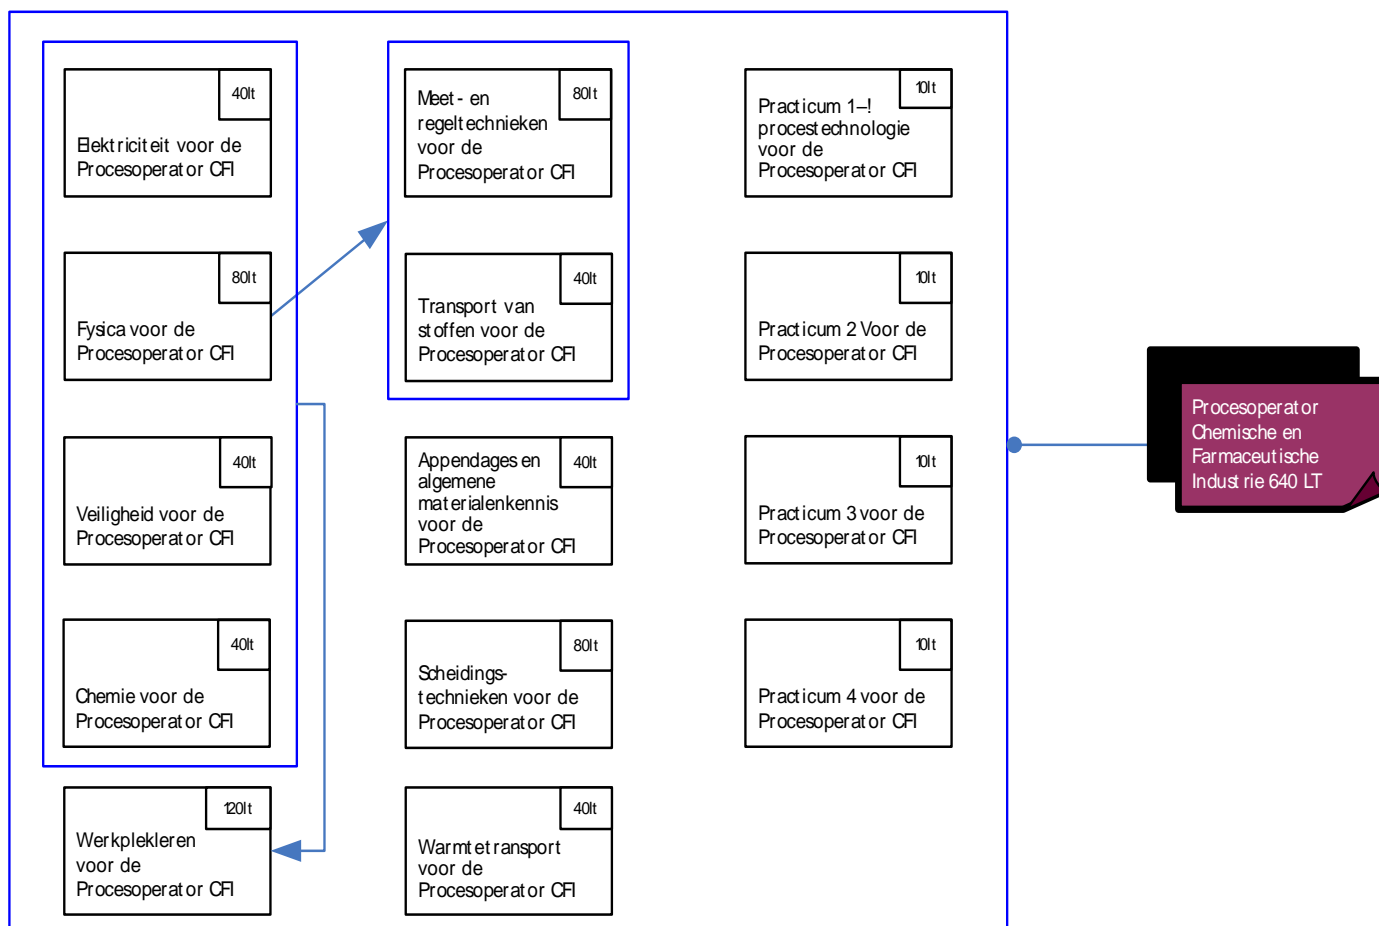 40lt
Elektriciteit voor de
Procesoperator CFI
80lt
Fysica voor de
Procesoperator CFI
40lt
Veiligheid voor de
Procesoperator CFI
40lt
Chemie voor de
Procesoperator CFI
120lt
Werkplekleren
voor de
Procesoperator CFI
80lt
Meet- en
regeltechnieken
voor de
Procesoperator CFI
40lt
Transport van
stoffen voor de
Procesoperator CFI
40lt
Appendages en
algemene
materialenkennis
voor de
Procesoperator CFI
80lt
Scheidings-
technieken voor de
Procesoperator CFI
40lt
Warmtetransport
voor de
Procesoperator CFI
10lt
Practicum 1–!
procestechnologie
voor de
Procesoperator CFI
10lt
Practicum 2 Voor de
Procesoperator CFI
10lt
Practicum 3 voor de
Procesoperator CFI
10lt
Practicum 4 voor de
Procesoperator CFI
Procesoperator
Chemische en
Farmaceutische
Industrie 640 LT